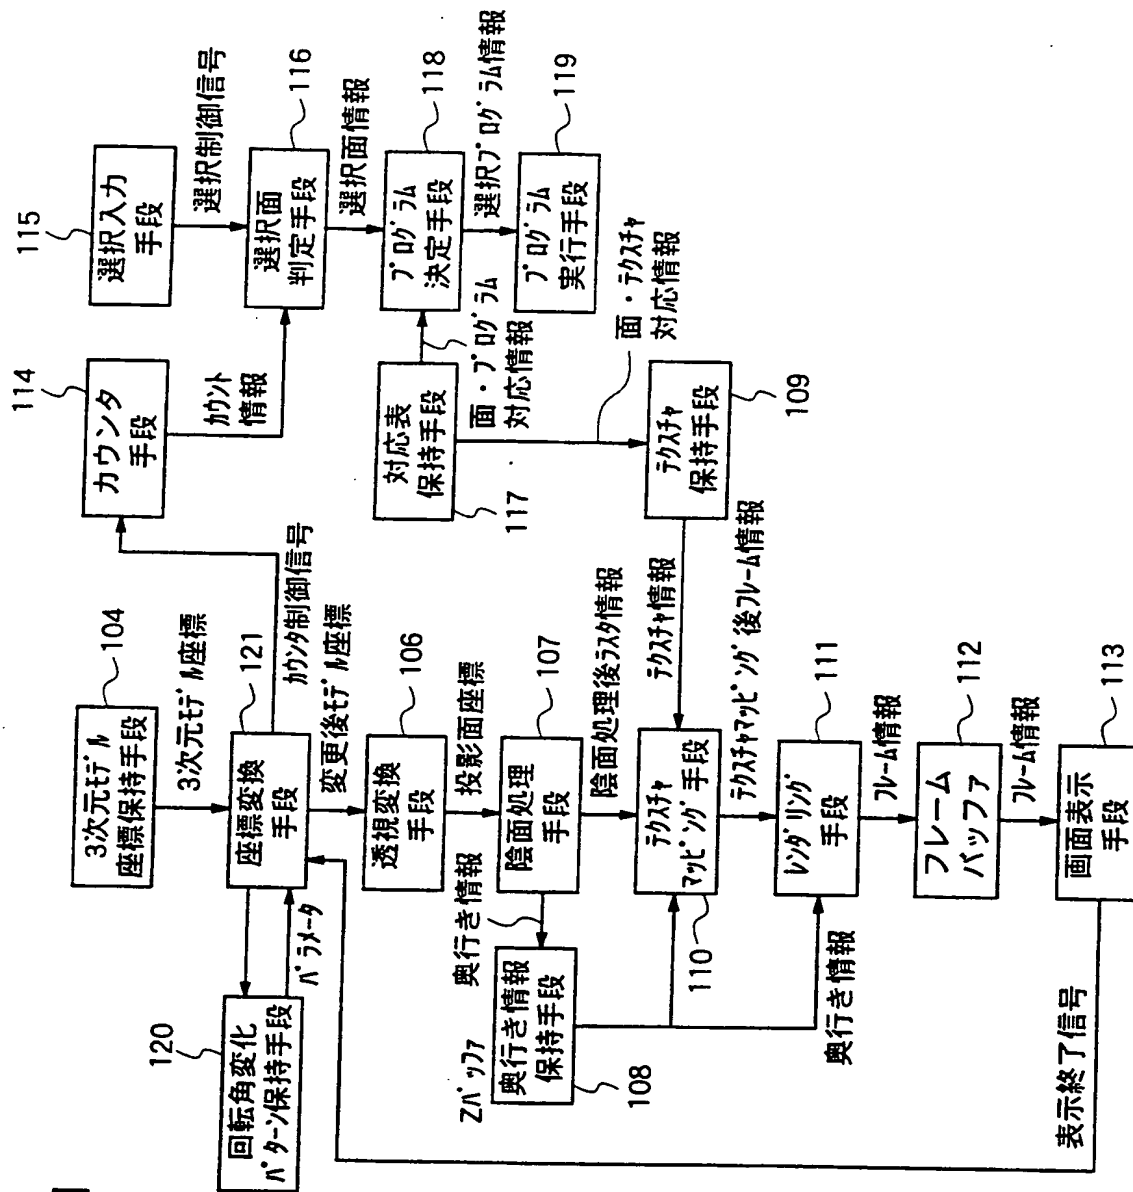 115
選択入力
手段
選択制御信号
116
選択面
判定手段
選択面情報
118
プログラム
決定手段
選択プログラム情報
119
プログラム
実行手段
114
カウンタ
手段
カウント
情報
対応表
保持手段
117
面・プログラム
対応情報
面・テクスチャ
対応情報
テクスチャ
保持手段
109
3次元モデル
座標保持手段
104
3次元モデル座標
座標変換
手段
121
カウンタ制御信号
変更後モデル座標
透視変換
手段
106
投影面座標
陰面処理
手段
107
陰面処理後ラスタ情報
テクスチャ情報
テクスチャ
マッピング手段
110
テクスチャマッピング後フレーム情報
レンダリング
手段
111
フレーム情報
フレーム
バッファ
112
フレーム情報
画面表示
手段
113
120
回転角変化
パターン保持手段
パラメータ
Zバッファ
奥行き情報
奥行き情報
保持手段
108
奥行き情報
表示終了信号